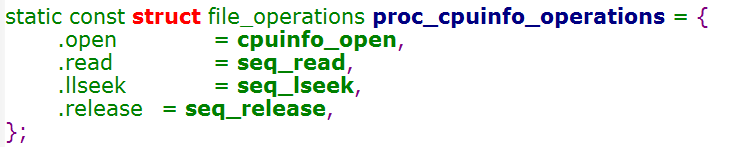 static const struct file_operations proc_cpuinfo_operations = {
.open = cpuinfo_open,
.read = seq_read,
.llseek = seq_lseek,
.release = seq_release,
};